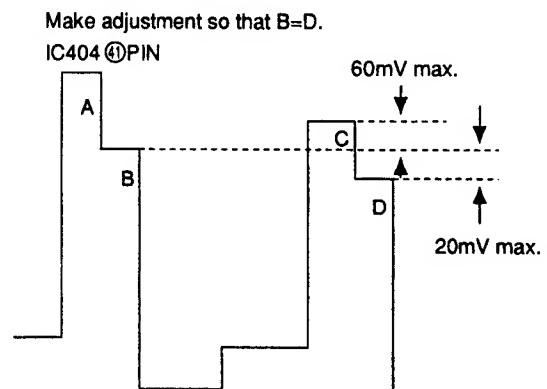 Make adjustment so that B=D.
IC404 ㊶PIN
60mV max.
A
C
B
D
20mV max.